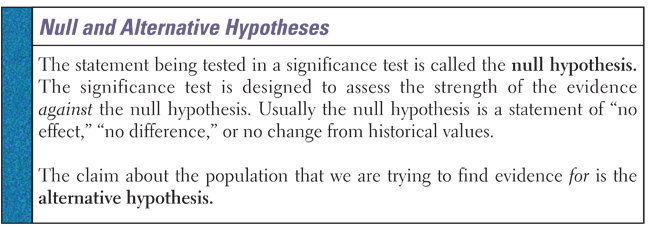 Null and Alternative Hypotheses
The statement being tested in a significance test is called the null hypothesis.
The significance test is designed to assess the strength of the evidence
against the null hypothesis. Usually the null hypothesis is a statement of “no
effect,” “no difference,” or no change from historical values.
The claim about the population that we are trying to find evidence for is the
alternative hypothesis.